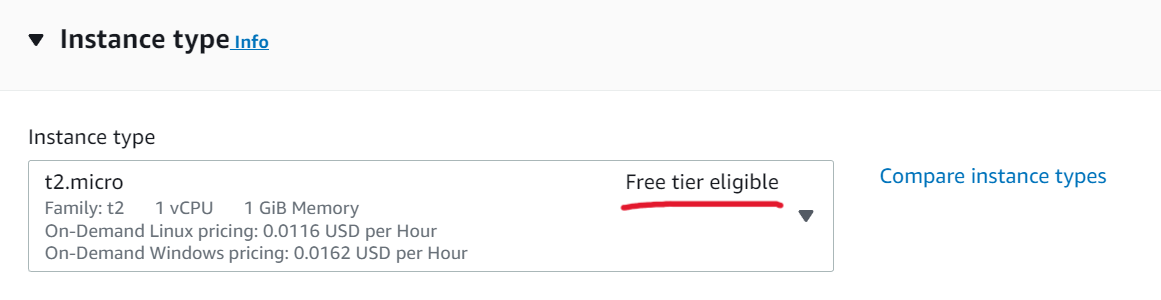 Instance type Info
Instance type
t2.micro Free tier eligible
Family: t2 1 vCPU 1 GiB Memory
On-Demand Linux pricing: 0.0116 USD per Hour
On-Demand Windows pricing: 0.0162 USD per Hour
Compare instance types